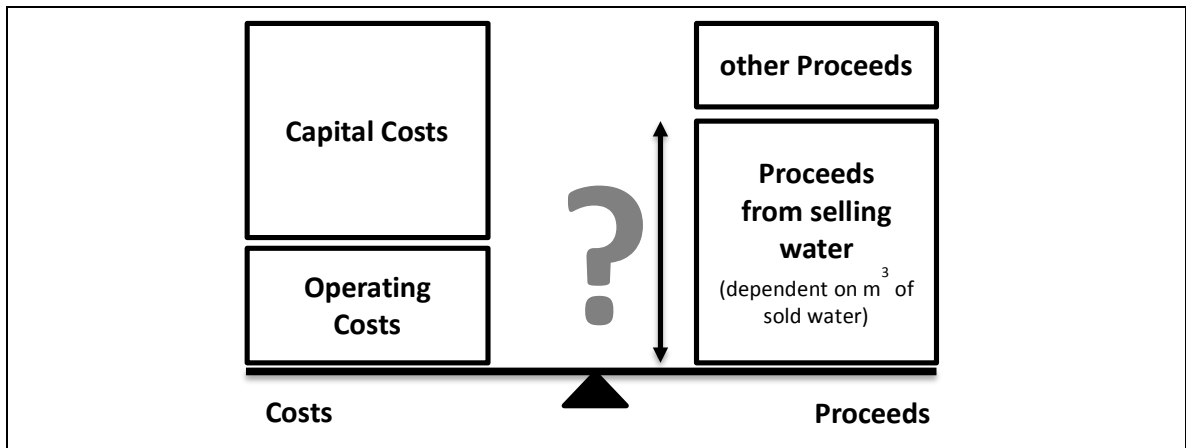 Capital Costs
Operating
Costs
?
other Proceeds
Proceeds
from selling
water
(dependent on m³ of
sold water)
Costs
Proceeds